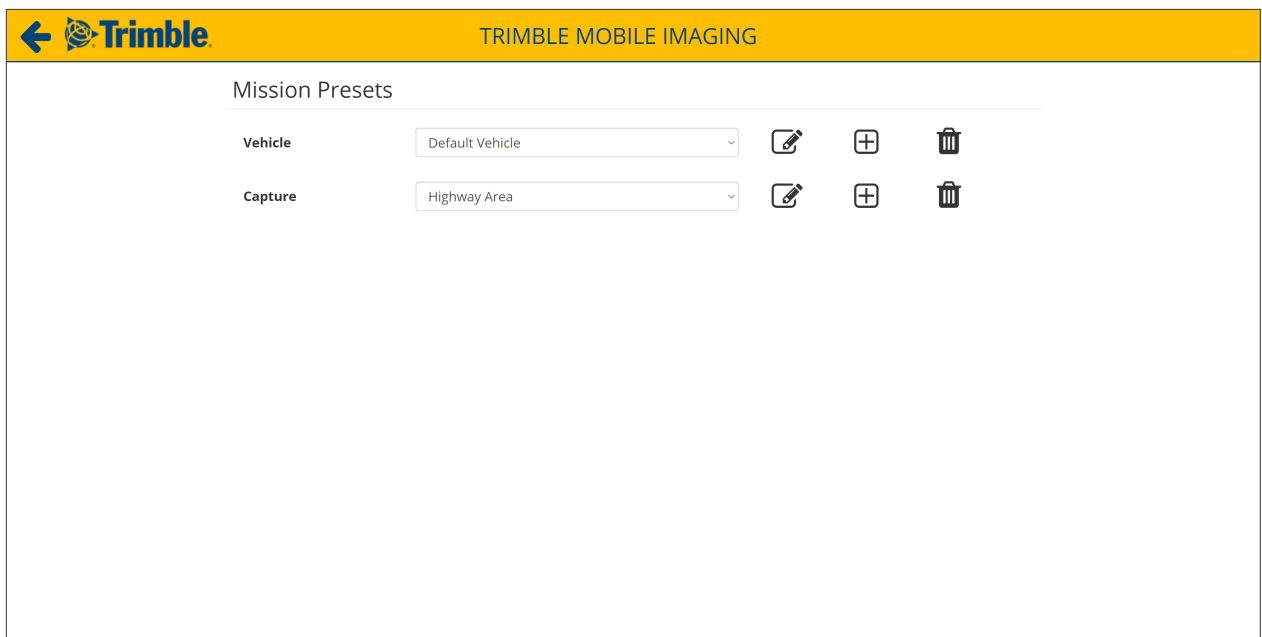 Trimble.
TRIMBLE MOBILE IMAGING
Mission Presets
Vehicle
Default Vehicle
Capture
Highway Area